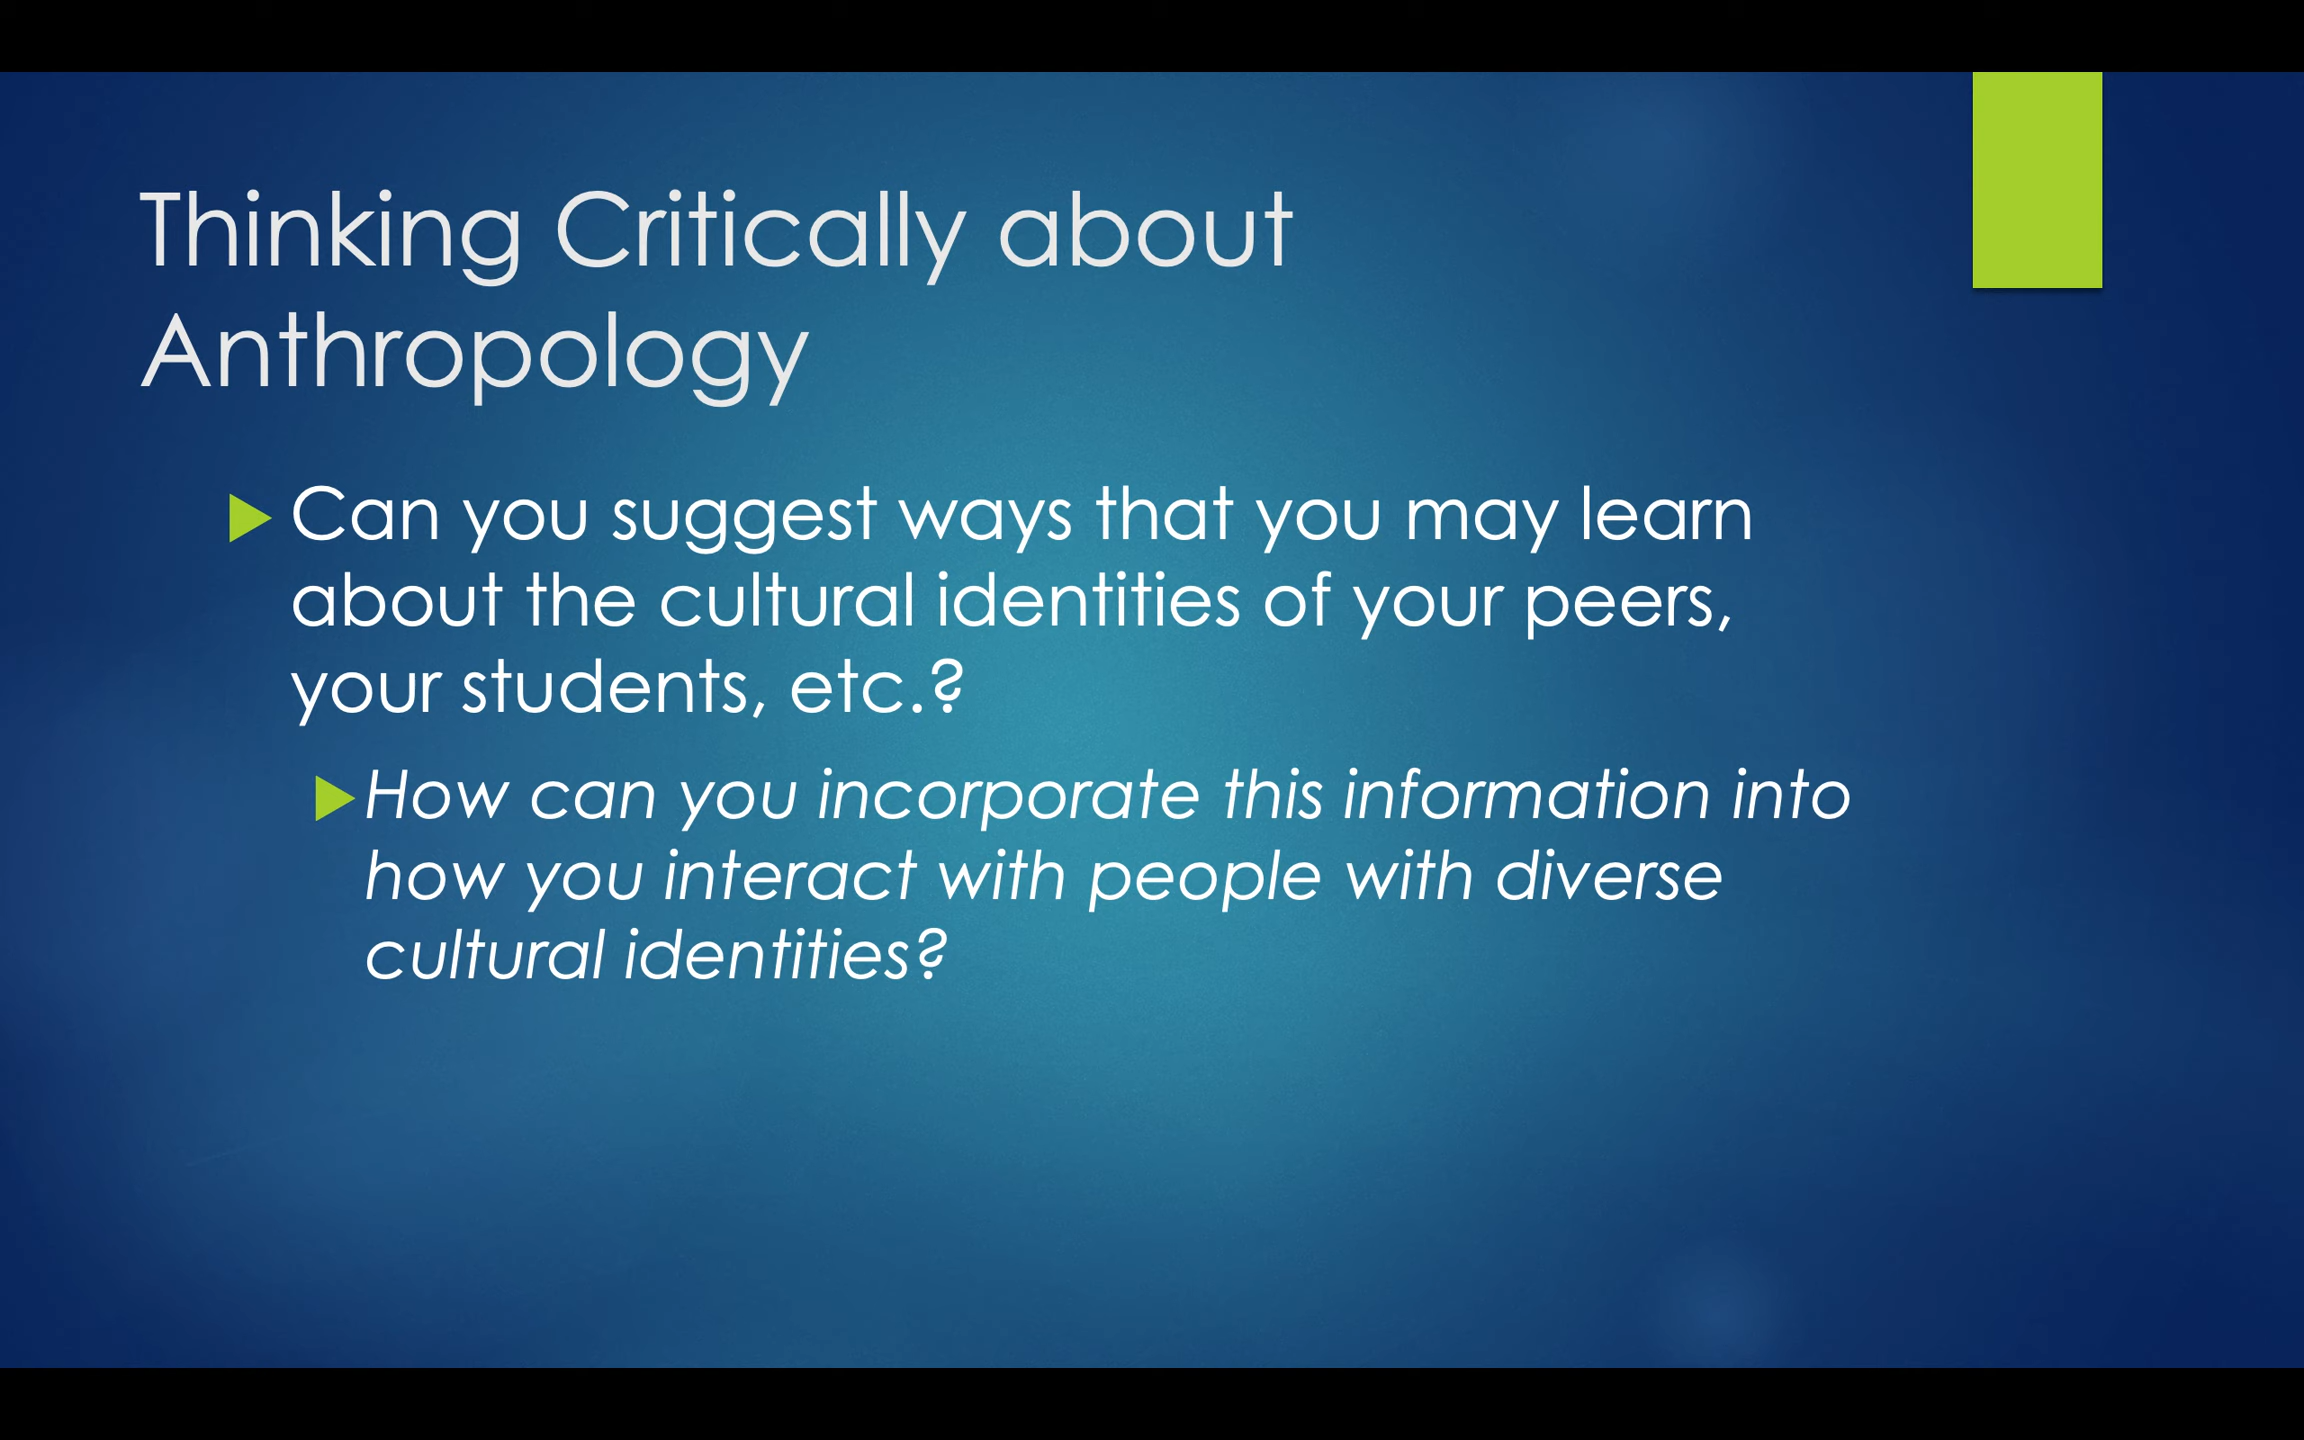 Thinking Critically about
Anthropology
Can you suggest ways that you may learn
about the cultural identities of your peers,
your students, etc.?
How can you incorporate this information into
how you interact with people with diverse
cultural identities?